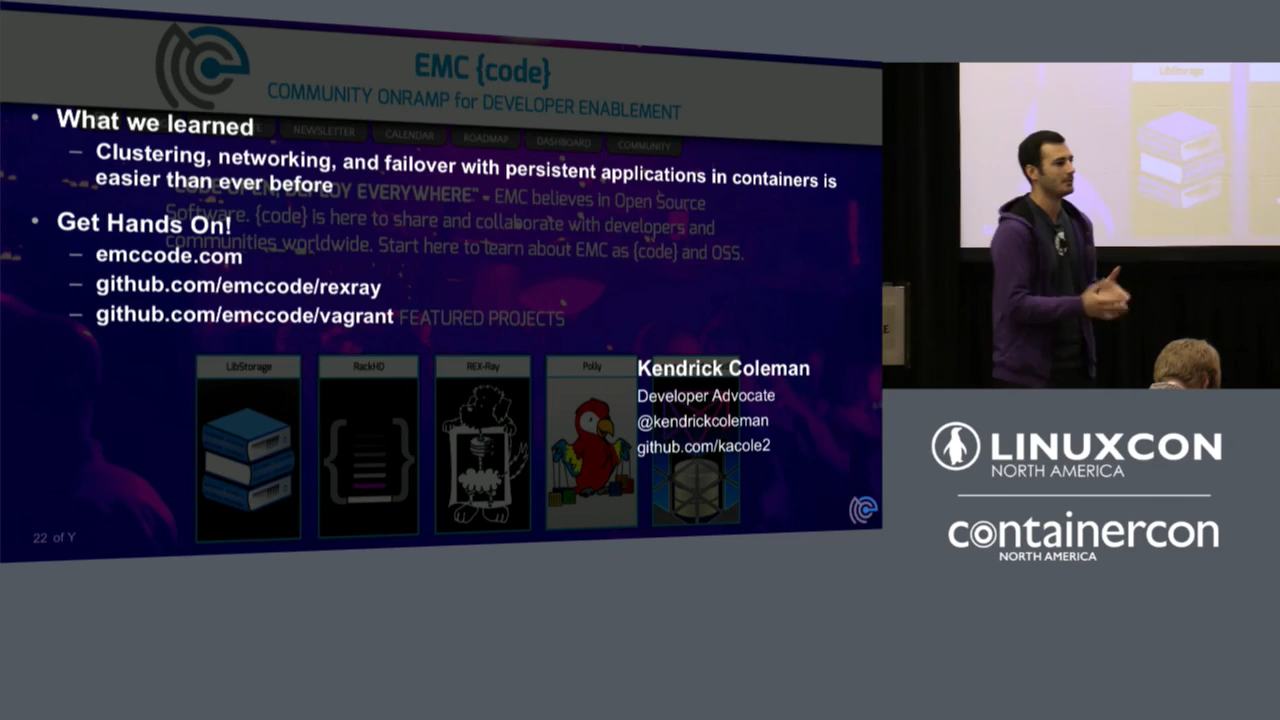 EMC {code}
COMMUNITY ONRAMP for DEVELOPER ENABLEMENT
NEWSLETTER
CALENDAR
ROADMAP
DASHBOARD
COMMUNITY
• What we learned
– Clustering, networking, and failover with persistent applications in containers is
easier than ever before
EVERYWHERE" - EMC believes in Open Source
Software. {code} is here to share and collaborate with developers and
communities worldwide. Start here to learn about EMC as {code} and OSS.
• Get Hands On!
– emccode.com
– github.com/emccode/rexray
– github.com/emccode/vagrant
FEATURED PROJECTS
LibStorage
RackHD
REX-Ray
Polly
Kendrick Coleman
Developer Advocate
@kendrickcoleman
github.com/kacole2
22 of Y
LibStorage
E
LINUXCON
NORTH AMERICA
containercon
NORTH AMERICA